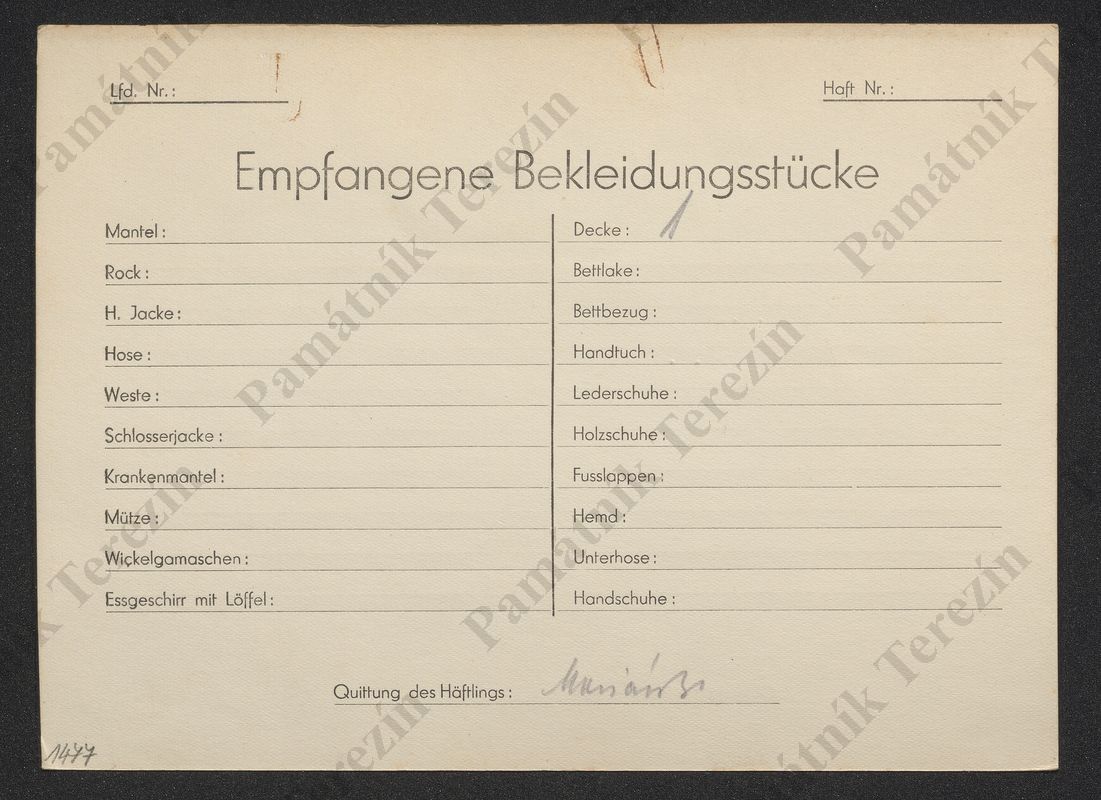 Lfd. Nr.:
Haft Nr.:
Empfangene Bekleidungsstücke
Mantel:
Rock:
H. Jacke:
Hose:
Weste:
Schlosserjacke:
Krankenmantel:
Mütze:
Wickelgamaschen:
Essgeschirr mit Löffel:
Decke: 1
Bettlake:
Bettbezug:
Handtuch:
Lederschuhe:
Holzschuhe:
Fusslappen:
Hemd:
Unterhose:
Handschuhe:
Quittung des Häftlings:
1477
Památník Terezín